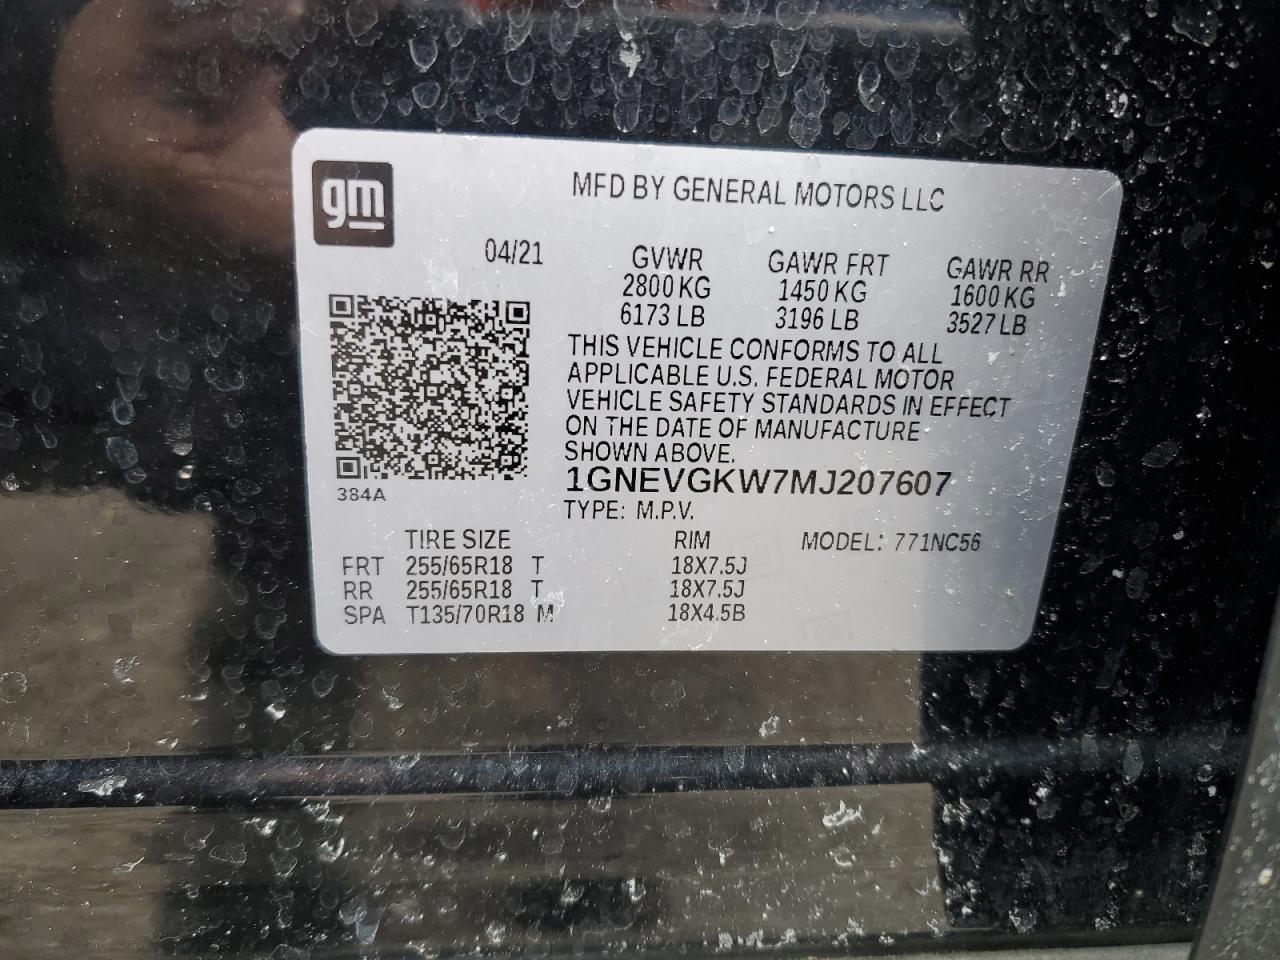 gm
MFD BY GENERAL MOTORS LLC
04/21 GVWR GAWR FRT GAWR RR
2800 KG 1450 KG 1600 KG
6173 LB 3196 LB 3527 LB
THIS VEHICLE CONFORMS TO ALL
APPLICABLE U.S. FEDERAL MOTOR
VEHICLE SAFETY STANDARDS IN EFFECT
ON THE DATE OF MANUFACTURE
SHOWN ABOVE.
1GNEVGKW7MJ207607
384A
TYPE: M.P.V.
TIRE SIZE RIM MODEL: 771NC56
FRT 255/65R18 T 18X7.5J
RR 255/65R18 T 18X7.5J
SPA T135/70R18 M 18X4.5B